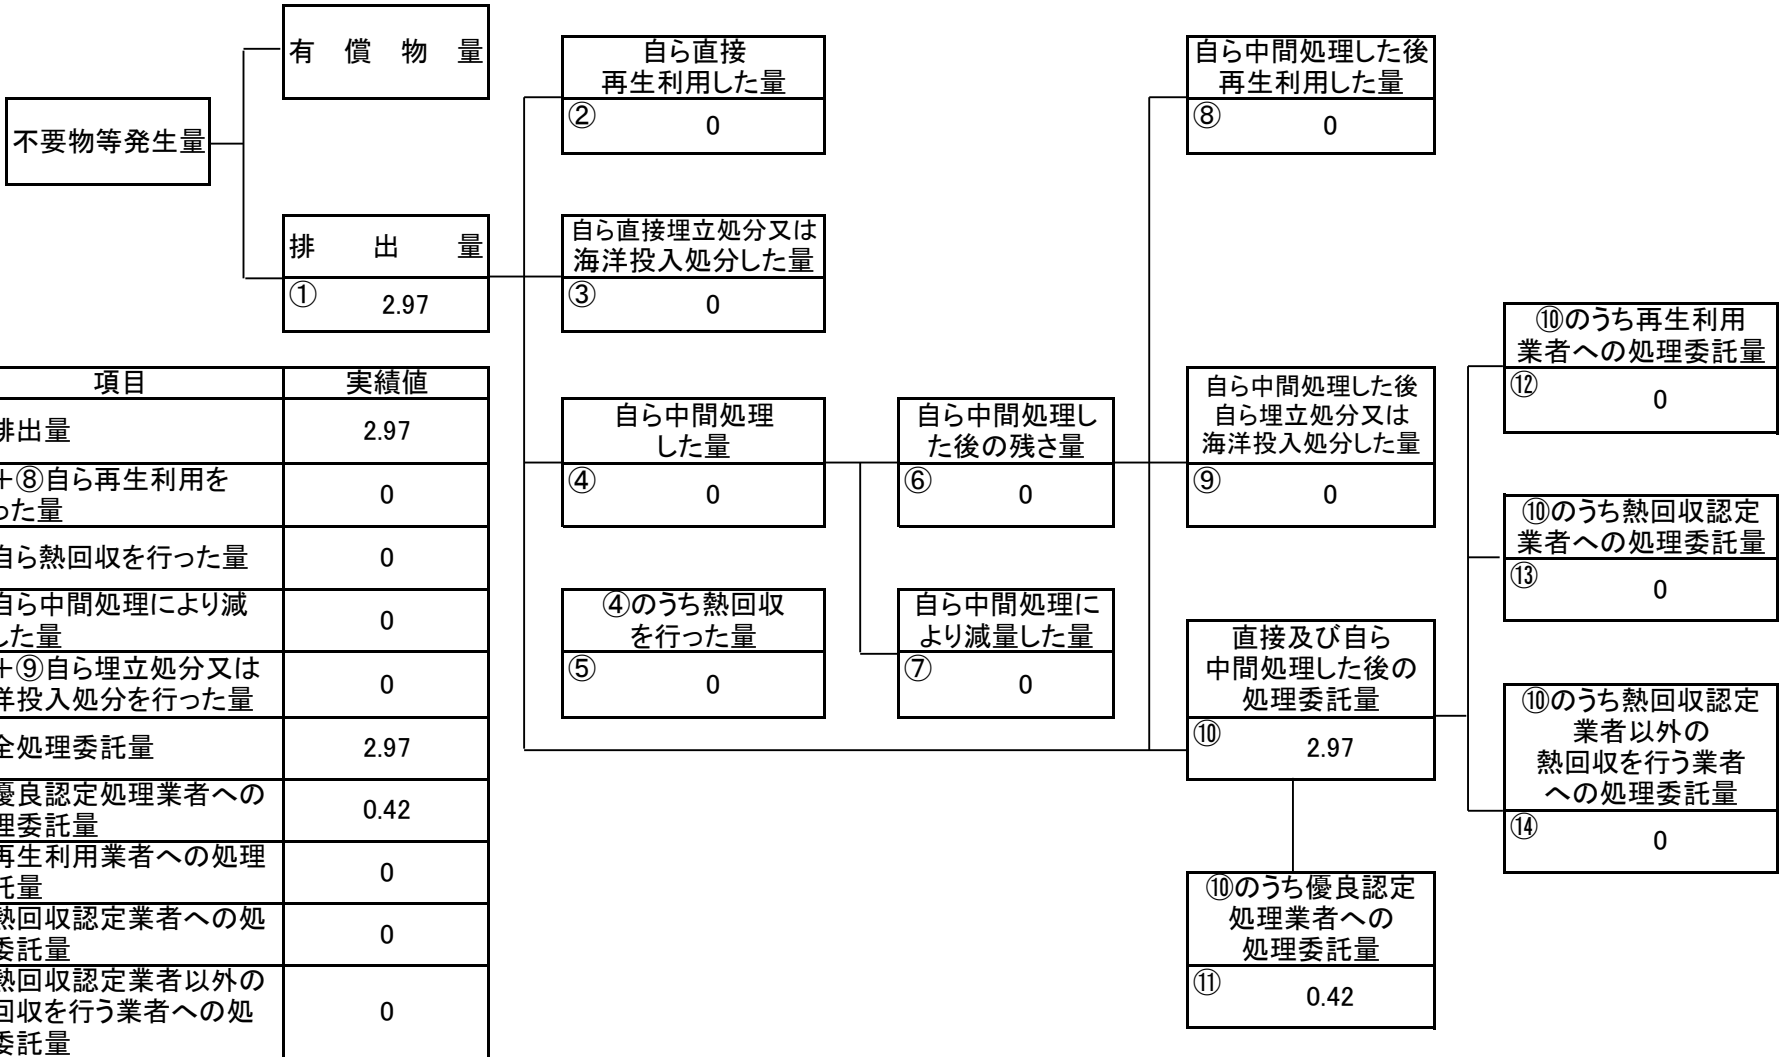 有償物量
不要物等発生量
排出量
① 2.97
自ら直接
再生利用した量
② 0
自ら直接埋立処分又は
海洋投入処分した量
③ 0
自ら中間処理
した量
④ 0
④のうち熱回収
を行った量
⑤ 0
自ら中間処理し
た後の残さ量
⑥ 0
自ら中間処理に
より減量した量
⑦ 0
自ら中間処理した後
再生利用した量
⑧ 0
自ら中間処理した後
自ら埋立処分又は
海洋投入処分した量
⑨ 0
直接及び自ら
中間処理した後の
処理委託量
⑩ 2.97
⑩のうち優良認定
処理業者への
処理委託量
⑪ 0.42
⑩のうち再生利用
業者への処理委託量
⑫ 0
⑩のうち熱回収認定
業者への処理委託量
⑬ 0
⑩のうち熱回収認定
業者以外の
熱回収を行う業者
への処理委託量
⑭ 0
項目 実績値
排出量 2.97
+⑧自ら再生利用を
った量 0
自ら熱回収を行った量 0
自ら中間処理により減
した量 0
+⑨自ら埋立処分又は
洋投入処分を行った量 0
全処理委託量 2.97
優良認定処理業者への
理委託量 0.42
再生利用業者への処理
託量 0
熱回収認定業者への処
委託量 0
熱回収認定業者以外の
回収を行う業者への処
委託量 0